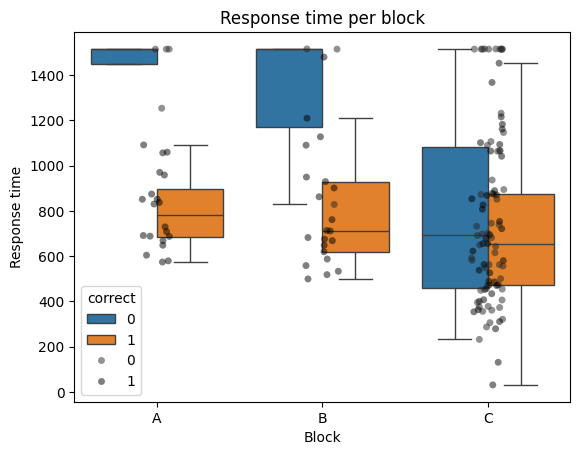 Response time per block
Response time
1400
1200
1000
800
600
400
200
0
correct
0
1
0
1
A
B
C
Block